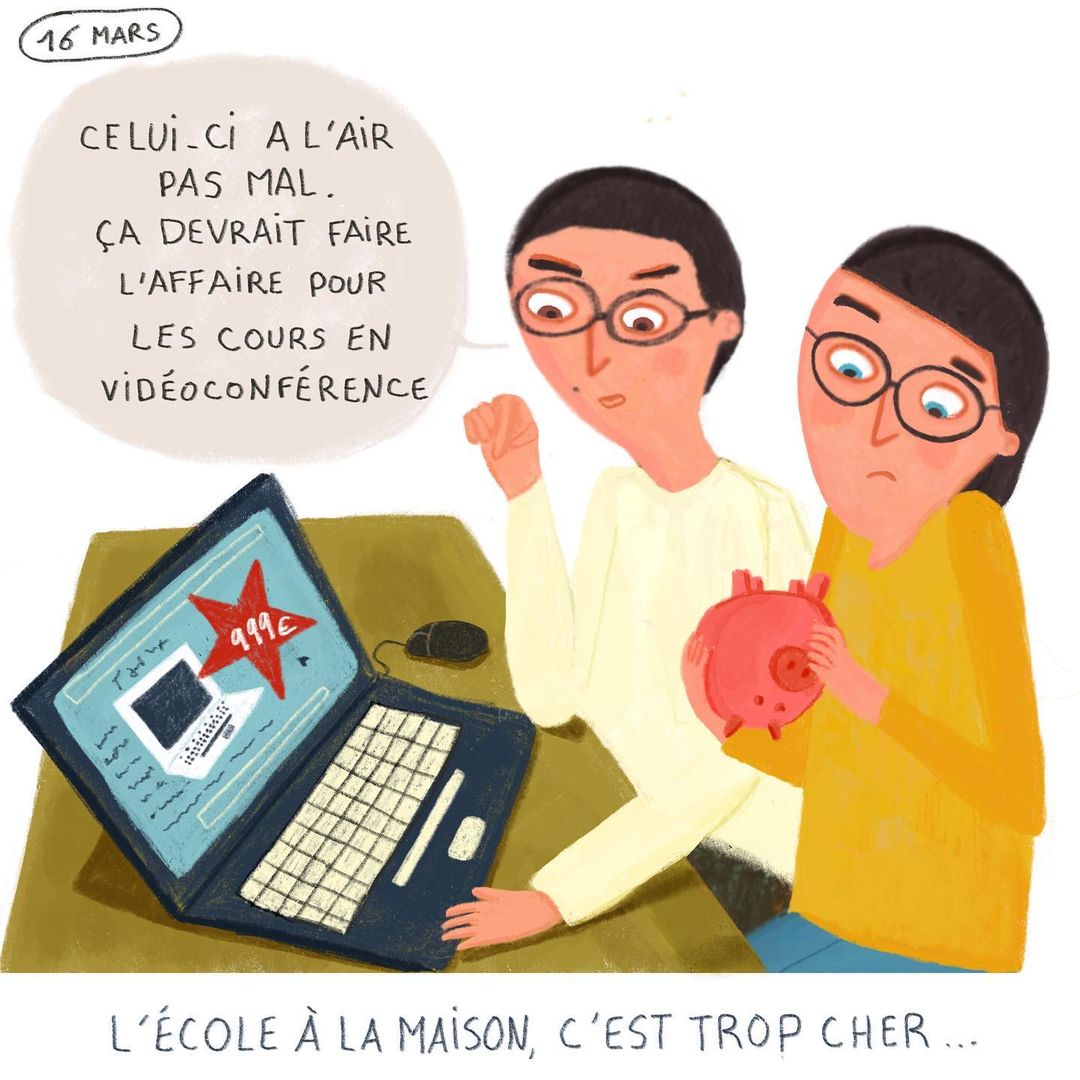 16 MARS
CELUI-CI A L'AIR
PAS MAL.
ÇA DEVRAIT FAIRE
L'AFFAIRE POUR
LES COURS EN
VIDÉOCONFÉRENCE
999€
L'ÉCOLE À LA MAISON, C'EST TROP CHER...